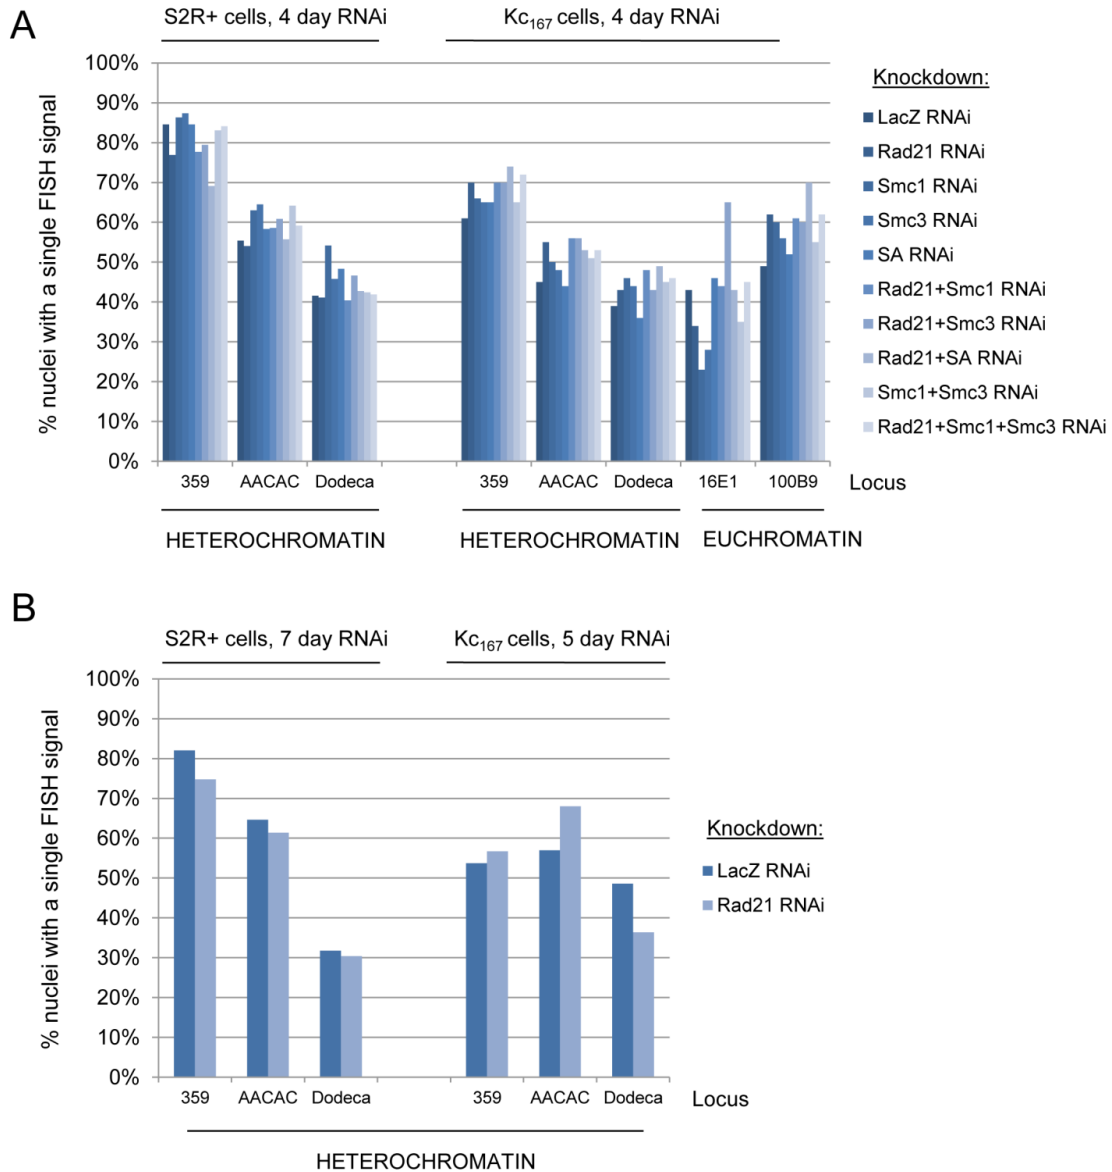 A
S2R+ cells, 4 day RNAi
Kc167 cells, 4 day RNAi
% nuclei with a single FISH signal
100%
90%
80%
70%
60%
50%
40%
30%
20%
10%
0%
359 AACAC Dodeca 359 AACAC Dodeca 16E1 100B9 Locus
HETEROCHROMATIN HETEROCHROMATIN EUCHROMATIN
Knockdown:
LacZ RNAi
Rad21 RNAi
Smc1 RNAi
Smc3 RNAi
SA RNAi
Rad21+Smc1 RNAi
Rad21+Smc3 RNAi
Rad21+SA RNAi
Smc1+Smc3 RNAi
Rad21+Smc1+Smc3 RNAi
B
S2R+ cells, 7 day RNAi
Kc167 cells, 5 day RNAi
% nuclei with a single FISH signal
100%
90%
80%
70%
60%
50%
40%
30%
20%
10%
0%
359 AACAC Dodeca 359 AACAC Dodeca Locus
HETEROCHROMATIN
Knockdown:
LacZ RNAi
Rad21 RNAi